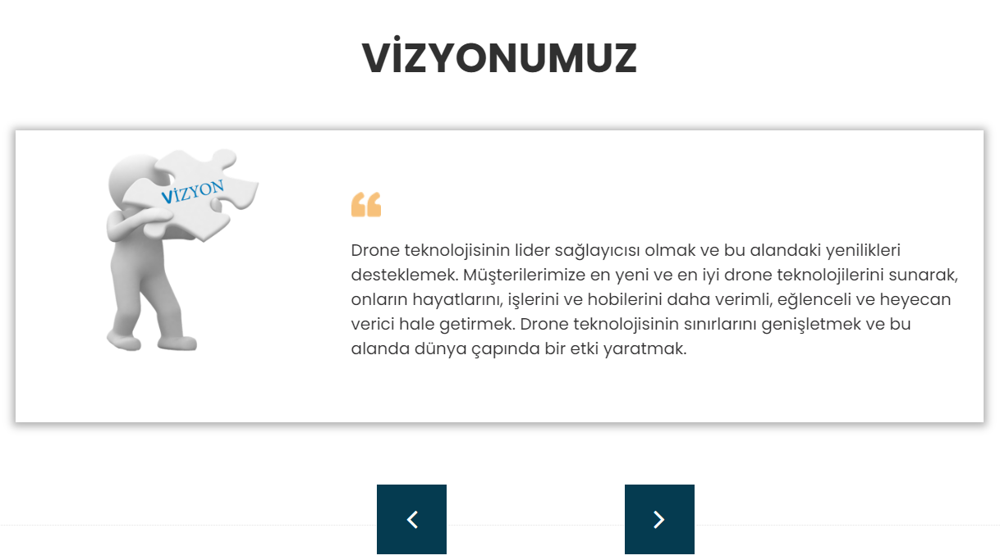 VİZYONUMUZ
VİZYON
Drone teknolojisinin lider sağlayıcısı olmak ve bu alandaki yenilikleri
desteklemek. Müşterilerimize en yeni ve en iyi drone teknolojilerini sunarak,
onların hayatlarını, işlerini ve hobilerini daha verimli, eğlenceli ve heyecan
verici hale getirmek. Drone teknolojisinin sınırlarını genişletmek ve bu
alanda dünya çapında bir etki yaratmak.